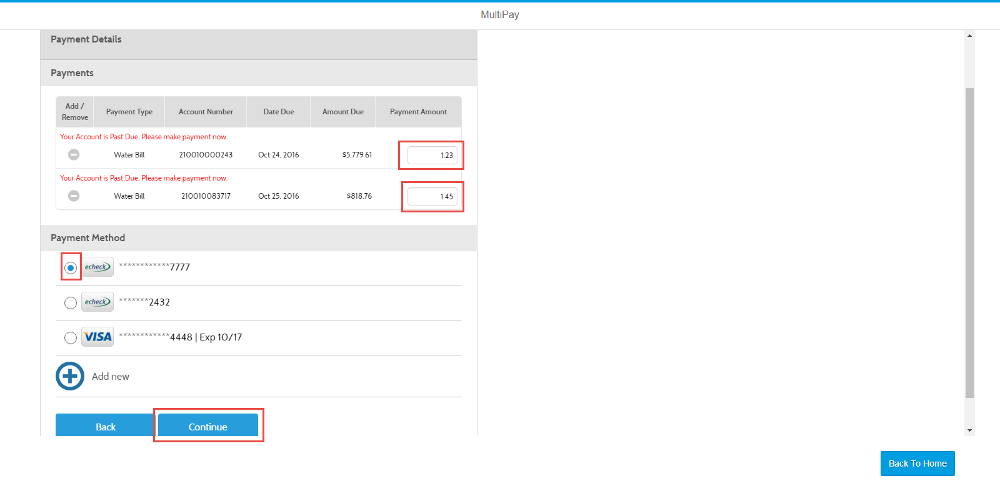 MultiPay
Payment Details
Payments
Add / Remove Payment Type Account Number Date Due Amount Due Payment Amount
Your Account is Past Due. Please make payment now.
Water Bill 210010000243 Oct 24, 2016 $5,779.61 1.23
Your Account is Past Due. Please make payment now.
Water Bill 210010083717 Oct 25, 2016 $818.76 1.45
Payment Method
echeck ************7777
echeck *******2432
VISA ************4448 | Exp 10/17
Add new
Back Continue
Back To Home